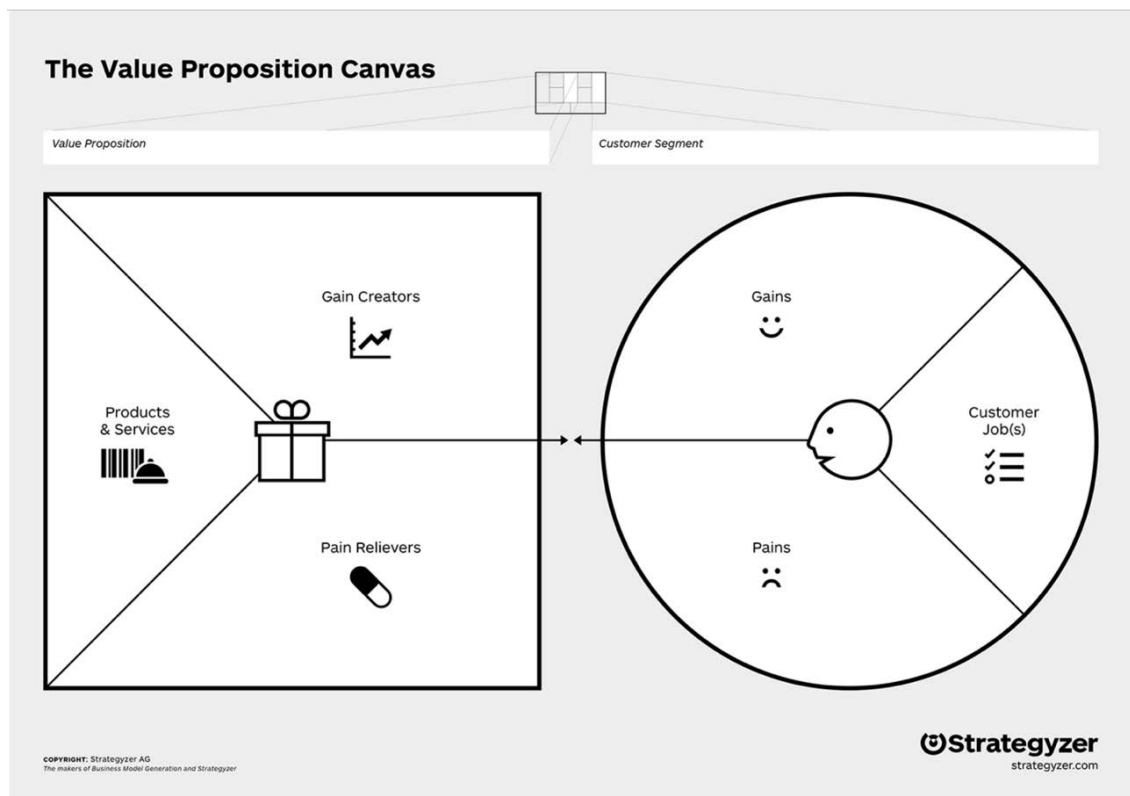 The Value Proposition Canvas
Value Proposition
Customer Segment
Gain Creators
Products
& Services
Pain Relievers
Gains
Customer
Job(s)
Pains
COPYRIGHT: Strategyzer AG
The makers of Business Model Generation and Strategyzer
Strategyzer
strategyzer.com